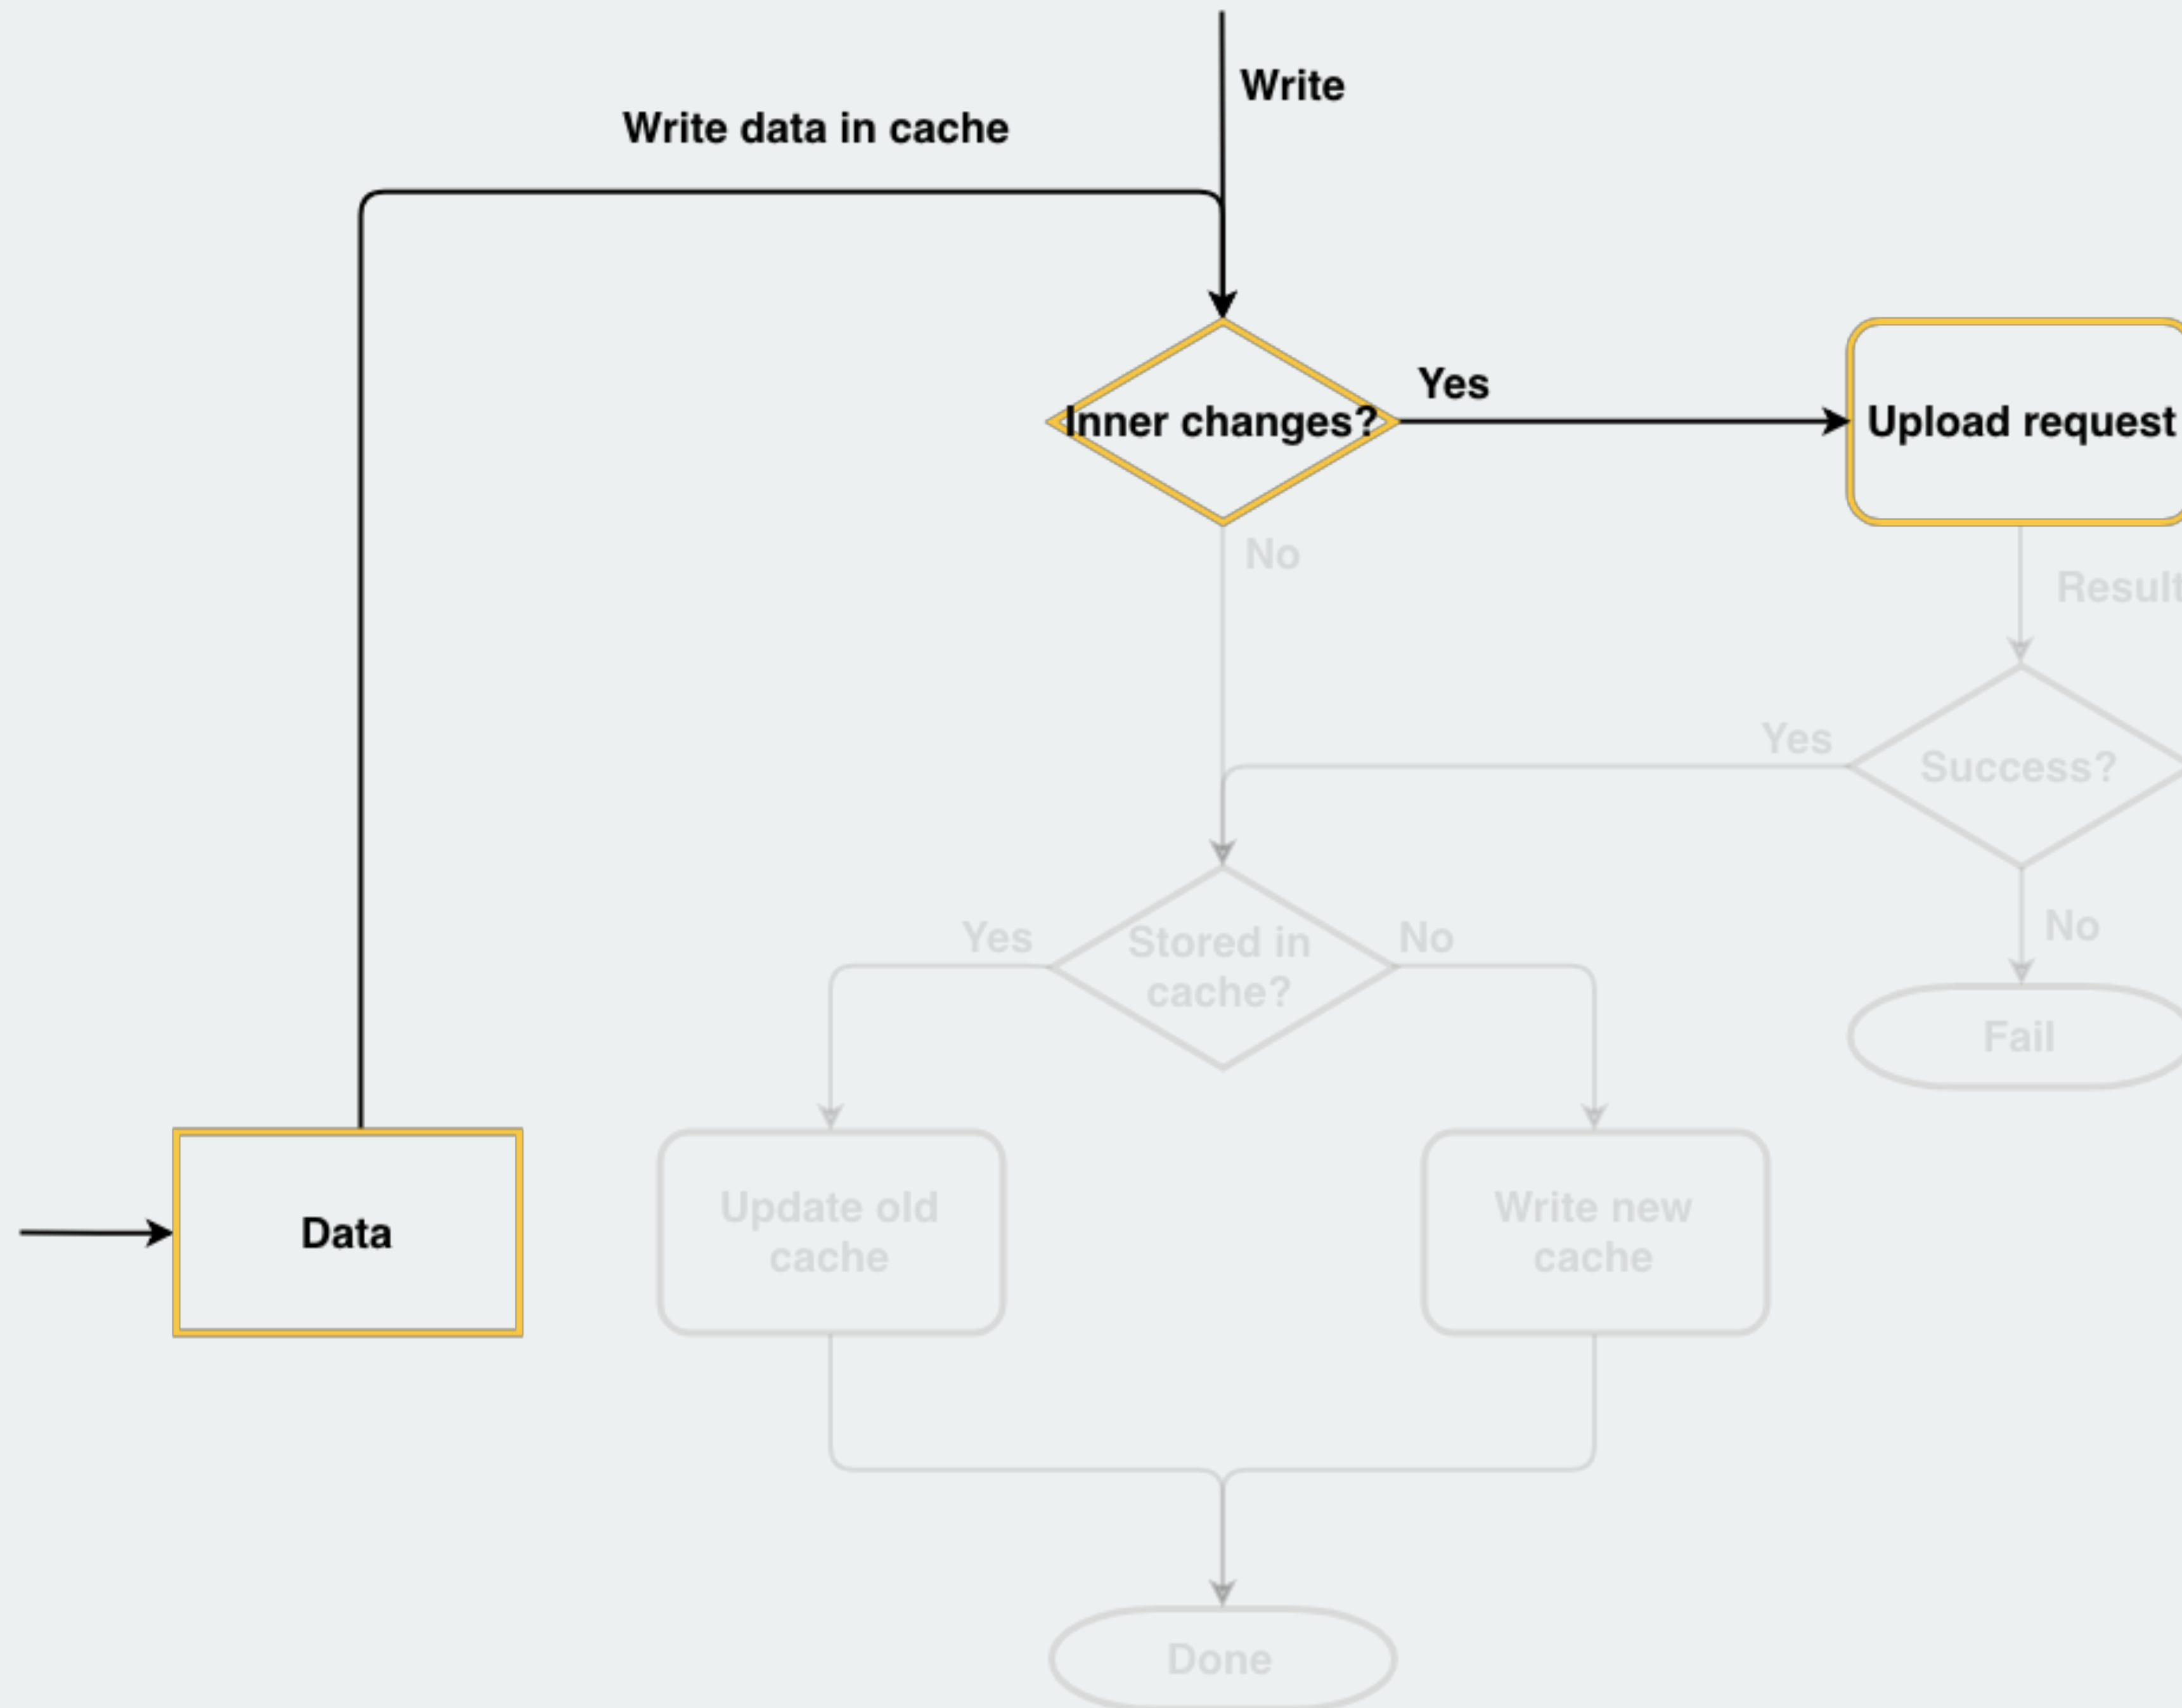 Write
Write data in cache
Yes
Inner changes?
Upload request
No
Result
Yes
Success?
Yes
Stored in
cache?
No
No
Fail
Update old
cache
Write new
cache
Data
Done